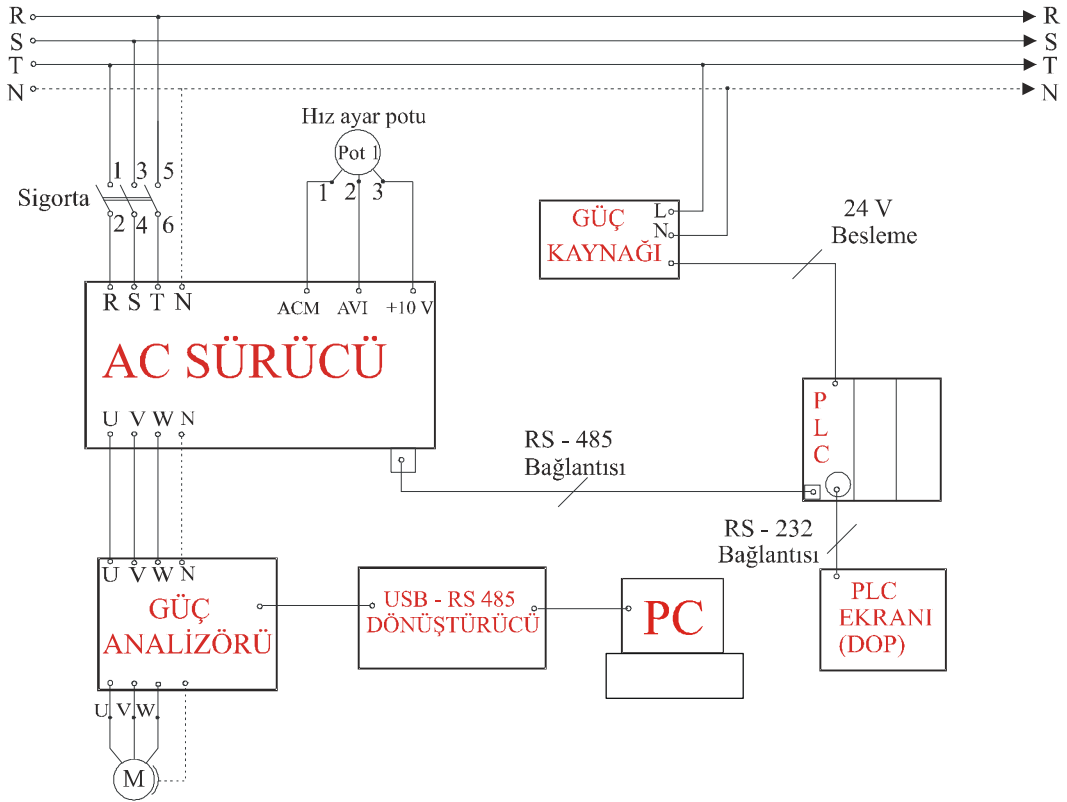 R R
S S
T T
N N
Hız ayar potu
Pot 1
1 3 5
1 2 3
Sigorta
2 4 6
GÜÇ
KAYNAĞI
L
N
24 V
Besleme
R S T N
ACM AVI +10 V
AC SÜRÜCÜ
U V W N
P
L
C
RS - 485
Bağlantısı
RS - 232
Bağlantısı
U V W N
GÜÇ
ANALİZÖRÜ
USB - RS 485
DÖNÜŞTÜRÜCÜ
PC
PLC
EKRANI
(DOP)
U V W
M